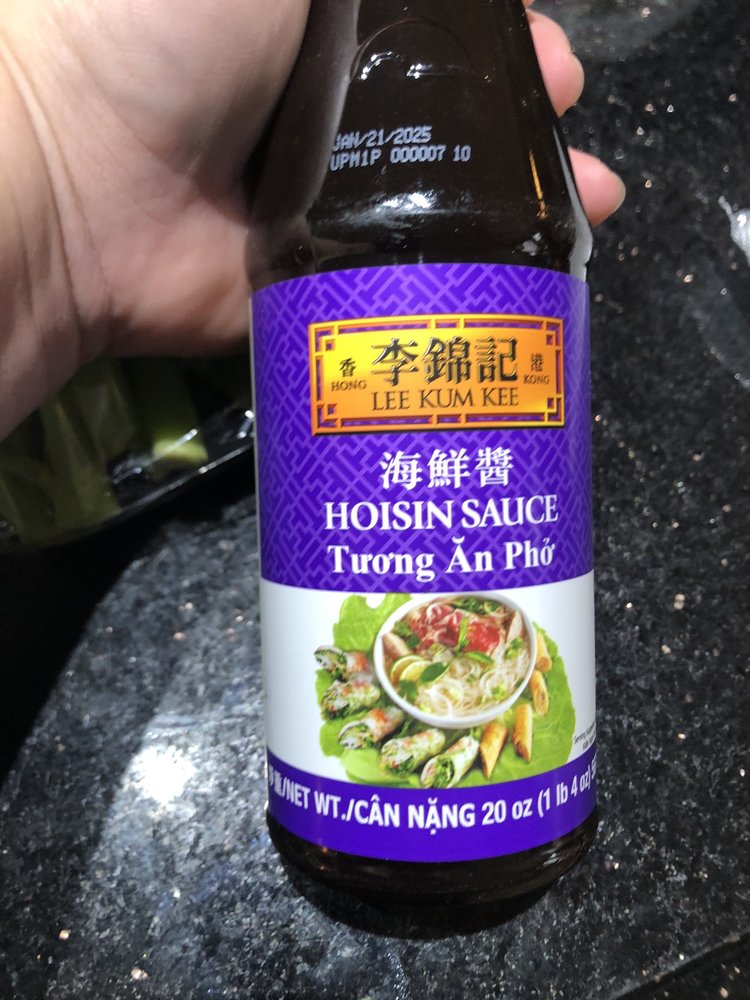 JAN/21/2025
UPM1P 000007 10
香 李錦記 港
HONG LEE KUM KEE KONG
海鮮醬
HOISIN SAUCE
Tương Ăn Phở
/NET WT./CÂN NẶNG 20 oz (1 lb 4 oz)